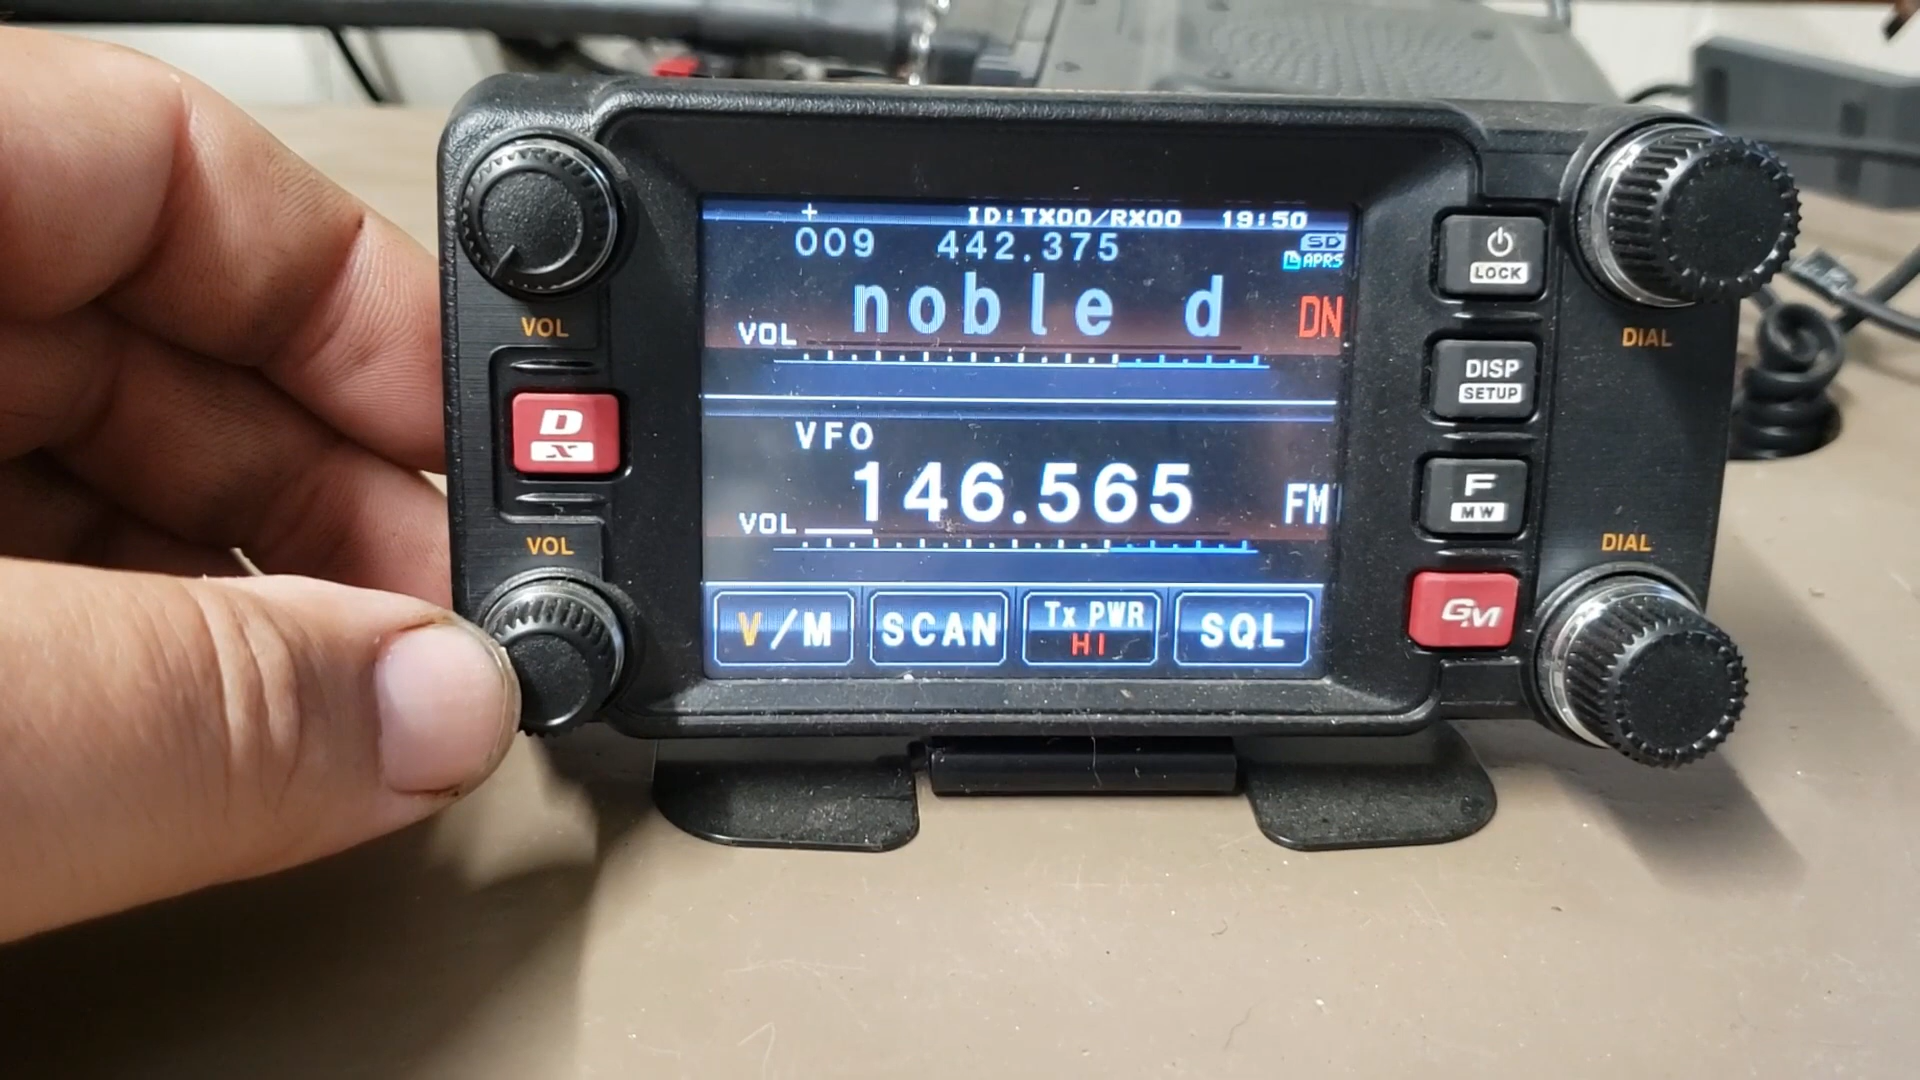 + ID:TX00/RX00 19:50
009 442.375 SD
APRS
noble d DN
VOL
VFO
146.565 FM
VOL
V/M SCAN Tx PWR HI SQL
VOL
D
X
VOL
LOCK
DISP
SETUP
F
MW
GM
DIAL
DIAL